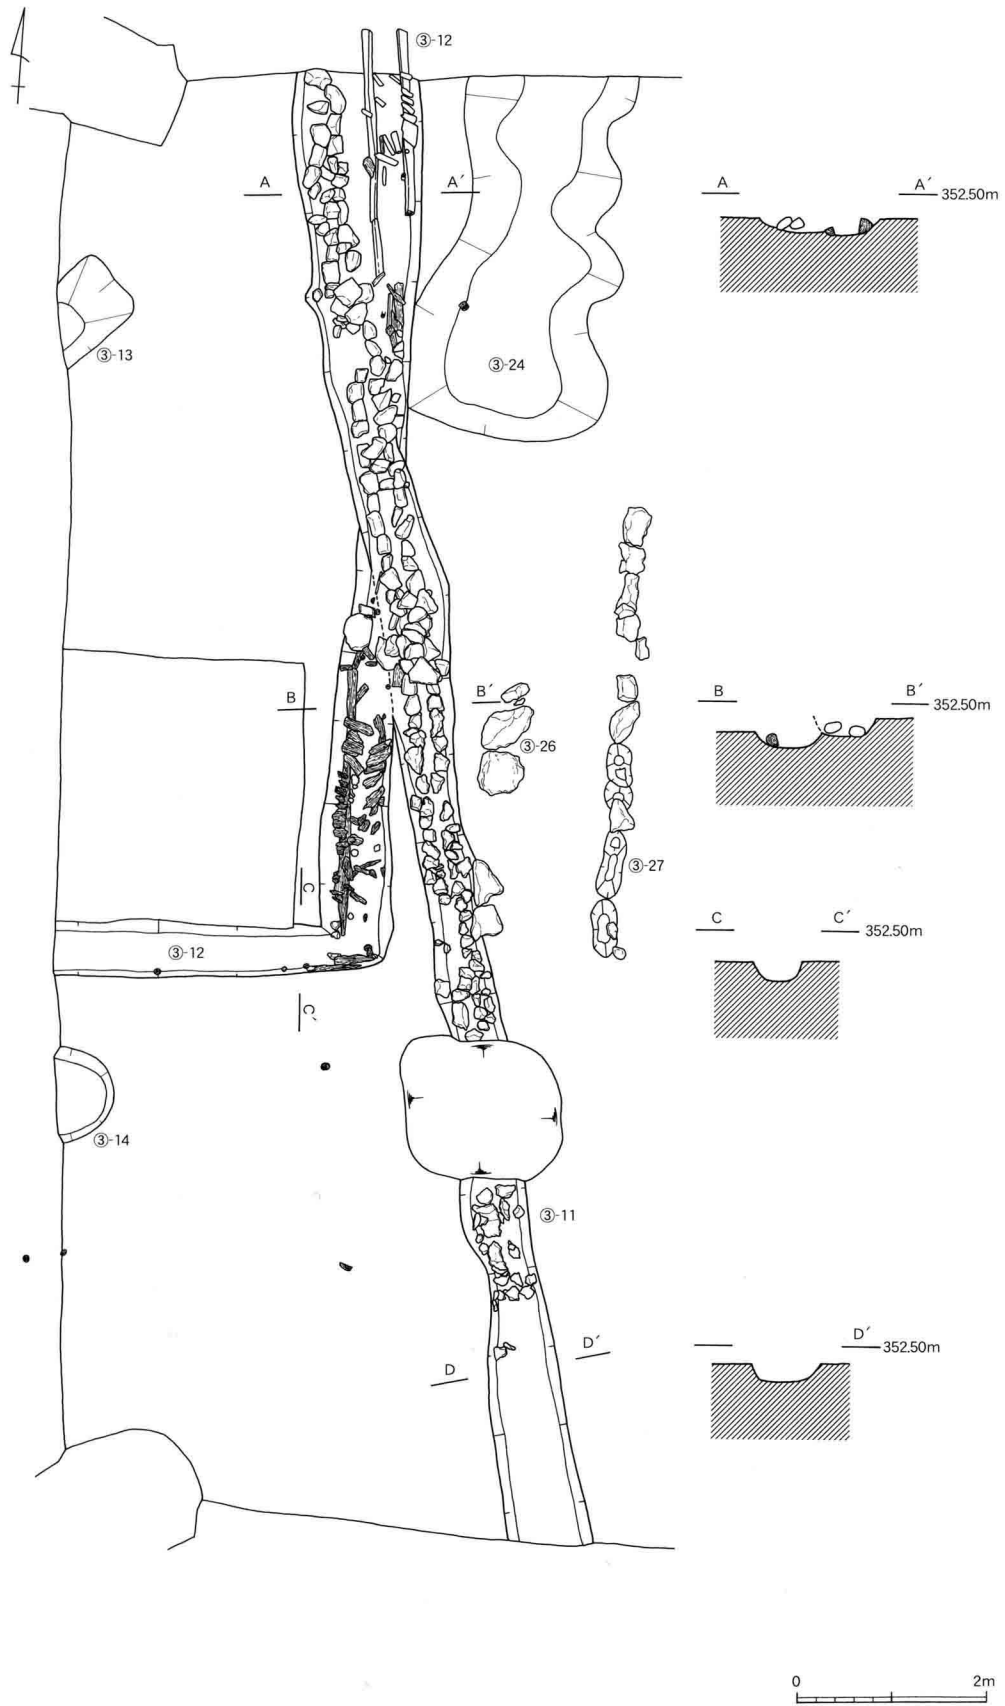 ③-12
A
A´
A
A´
352.50m
③-13
③-24
B
B´
B
B´
352.50m
③-26
③-27
C
C
C´
352.50m
③-12
C´
③-14
③-11
D
D´
D´
352.50m
0
2m